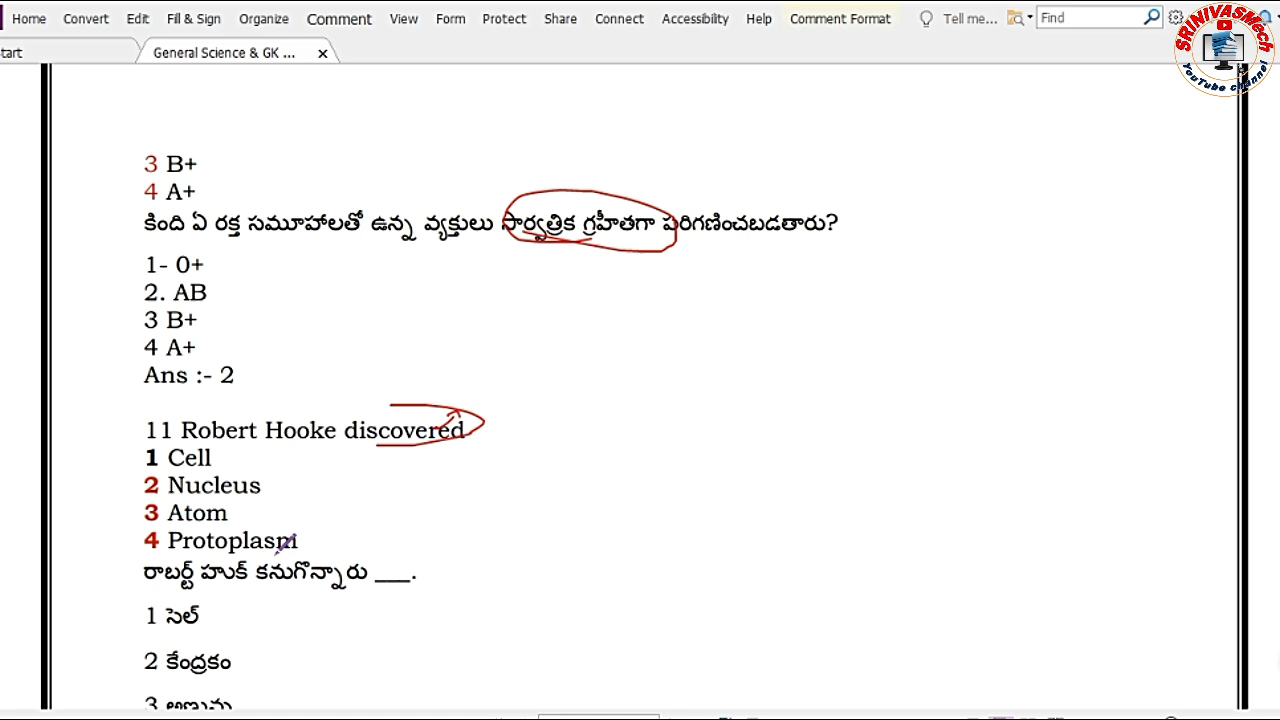 Home Convert Edit Fill & Sign Organize Comment View Form Protect Share Connect Accessibility Help Comment Format Tell me... Find
tart General Science & GK ... ×
SRINIVASMech
YouTube channel
3 B+
4 A+
కింది ఏ రక్త సమూహాలతో ఉన్న వ్యక్తులు సార్వత్రిక గ్రహీతగా పరిగణించబడతారు?
1- 0+
2. AB
3 B+
4 A+
Ans :- 2
11 Robert Hooke discovered
1 Cell
2 Nucleus
3 Atom
4 Protoplasm
రాబర్ట్ హుక్ కనుగొన్నారు ___.
1 సెల్
2 కేంద్రకం
3 అణువు